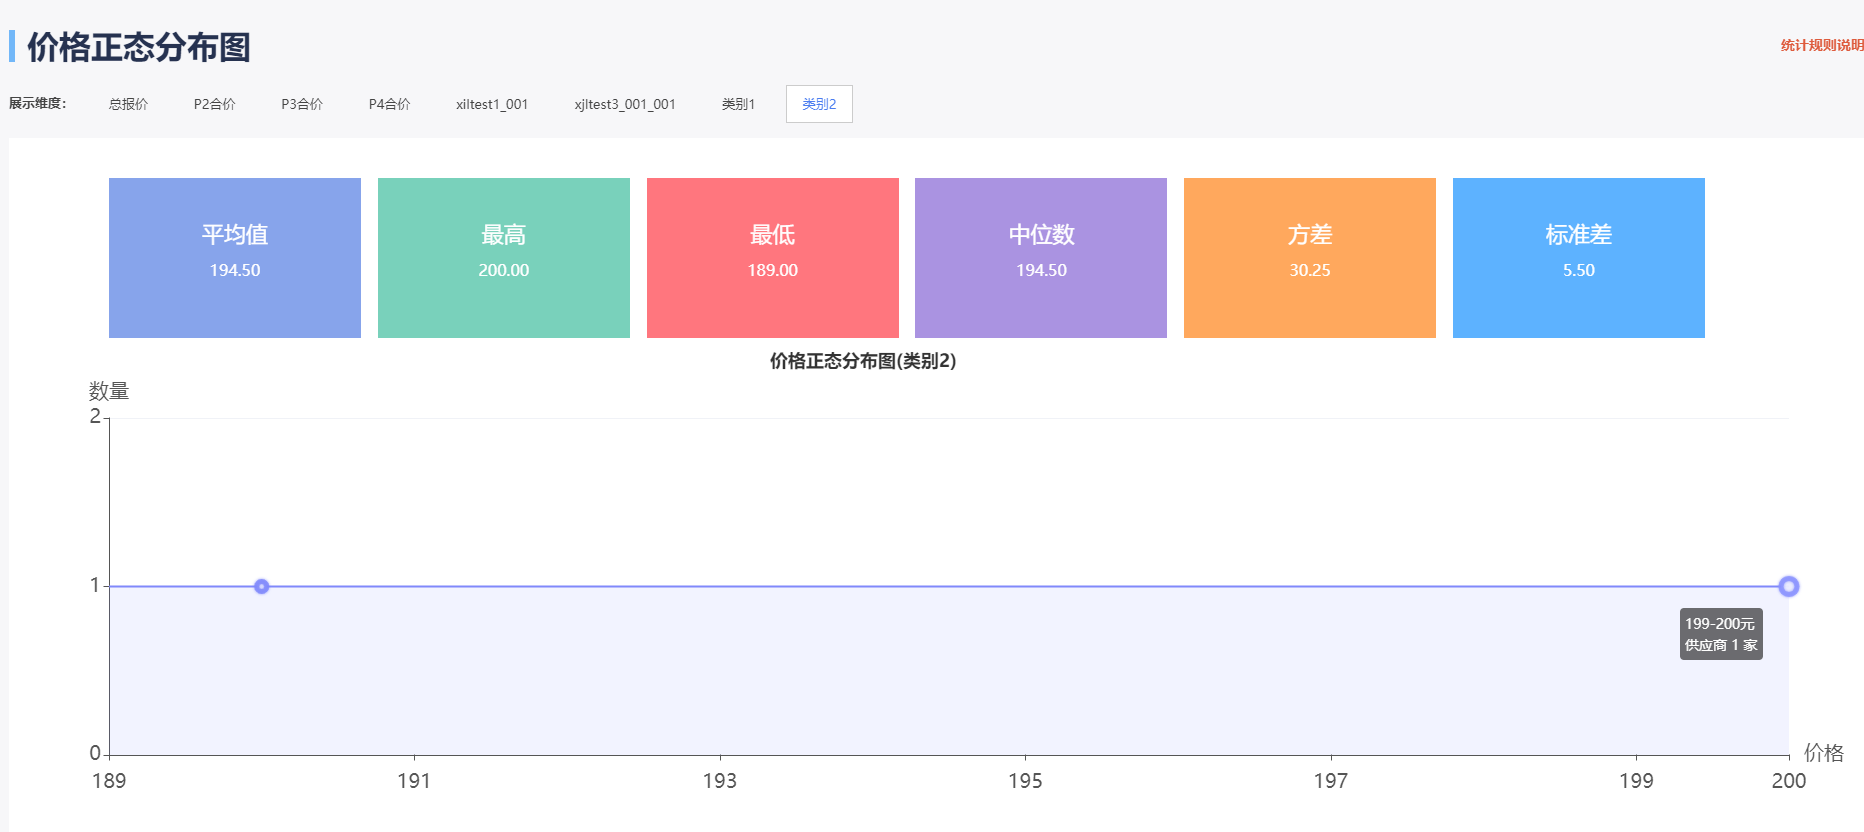 价格正态分布图
统计规则说明
展示维度：
总报价
P2合价
P3合价
P4合价
xiltest1_001
xjltest3_001_001
类别1
类别2
平均值
194.50
最高
200.00
最低
189.00
中位数
194.50
方差
30.25
标准差
5.50
价格正态分布图(类别2)
数量
2
1
0
199-200元
供应商 1 家
价格
189
191
193
195
197
199
200